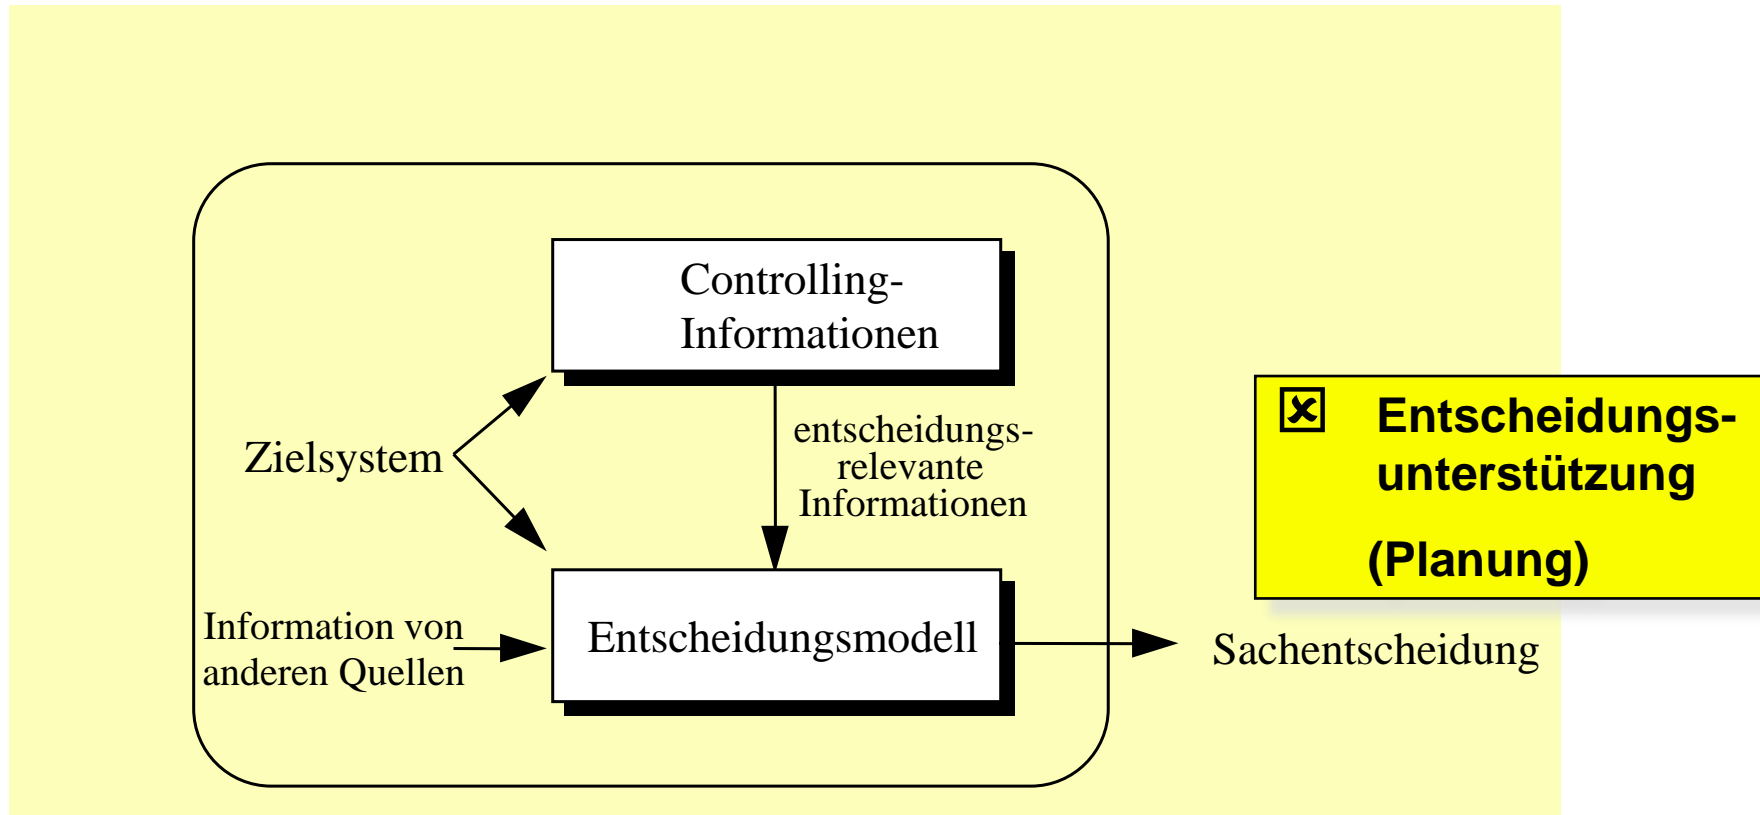 Controlling-
Informationen
Zielsystem
entscheidungs-
relevante
Informationen
Entscheidungs-
unterstützung
(Planung)
Information von
anderen Quellen
Entscheidungsmodell
Sachentscheidung